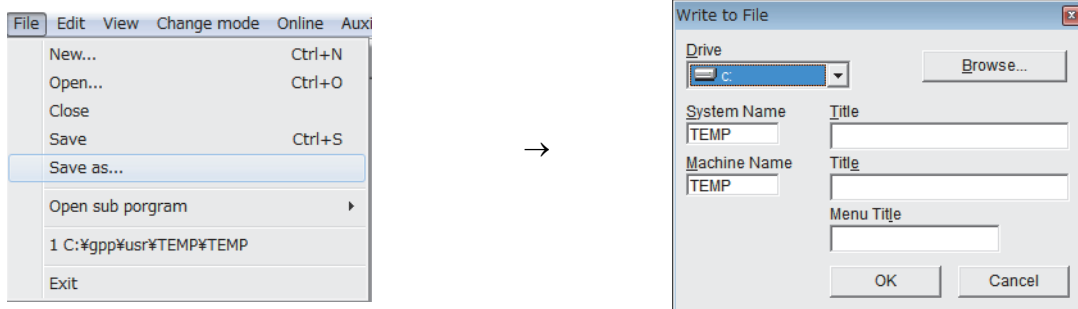 File Edit View Change mode Online Auxi
New... Ctrl+N
Open... Ctrl+O
Close
Save Ctrl+S
Save as...
Open sub porgram
1 C:¥gpp¥usr¥TEMP¥TEMP
Exit
→
Write to File
Drive
c:
Browse...
System Name Title
TEMP
Machine Name Title
TEMP
Menu Title
OK Cancel